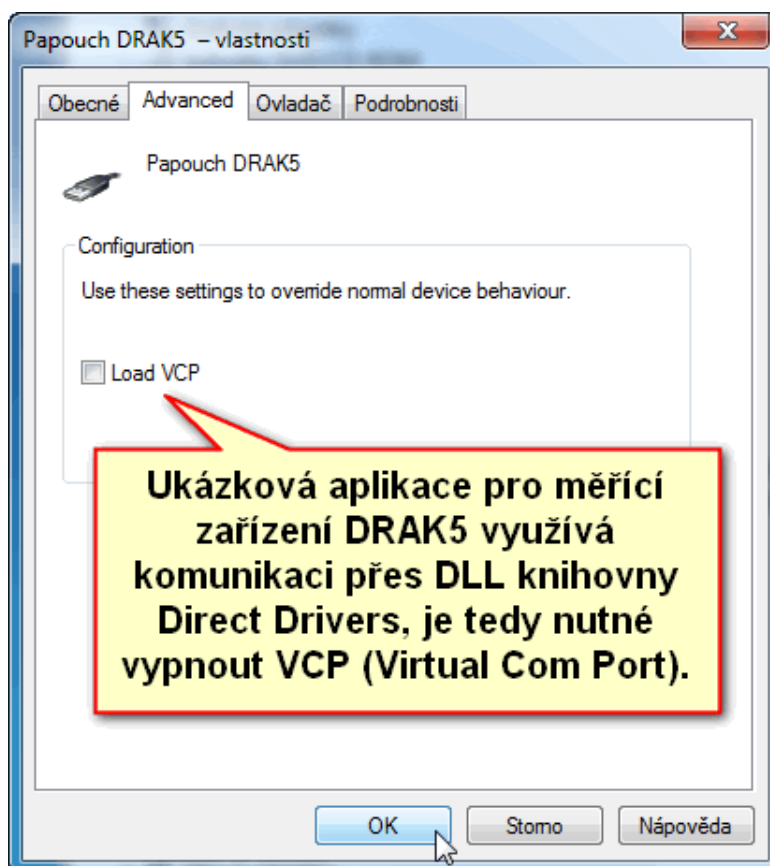 Papouch DRAK5 – vlastnosti
Obecné Advanced Ovladač Podrobnosti
Papouch DRAK5
Configuration
Use these settings to override normal device behaviour.
Load VCP
Ukázková aplikace pro měřící
zařízení DRAK5 využívá
komunikaci přes DLL knihovny
Direct Drivers, je tedy nutné
vypnout VCP (Virtual Com Port).
OK Storno Nápověda